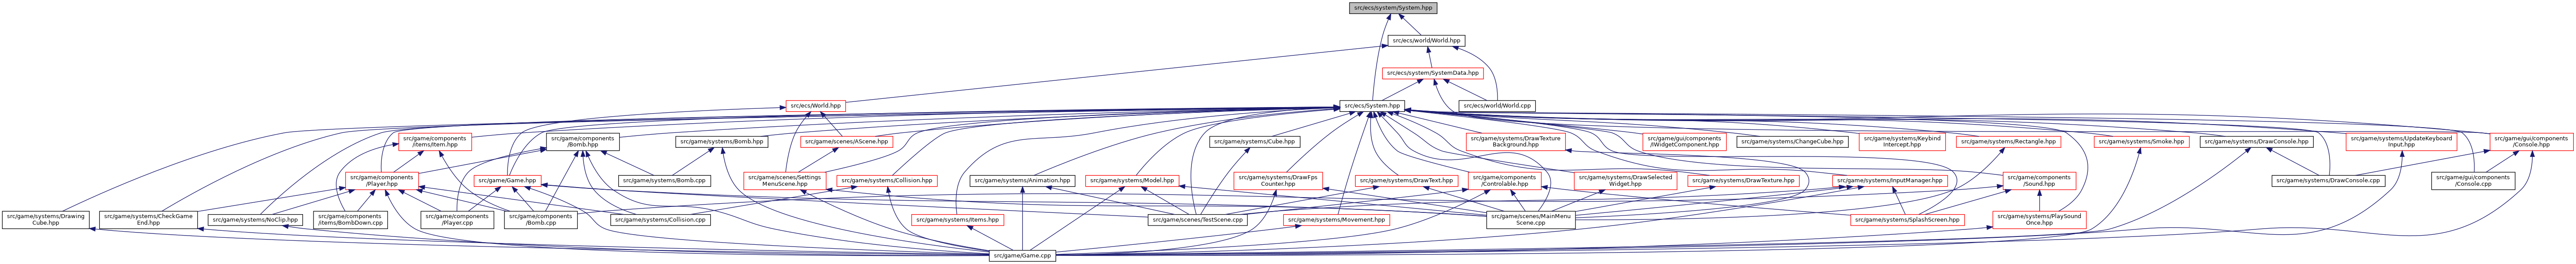 src/ecs/system/System.hpp
src/ecs/world/World.hpp
src/ecs/system/SystemData.hpp
src/ecs/World.hpp
src/ecs/System.hpp
src/ecs/world/World.cpp
src/game/components
/items/Item.hpp
src/game/components
/Bomb.hpp
src/game/systems/Bomb.hpp
src/game/scenes/AScene.hpp
src/game/systems/Cube.hpp
src/game/systems/DrawTexture
Background.hpp
src/game/gui/components
/IWidgetComponent.hpp
src/game/systems/ChangeCube.hpp
src/game/systems/Keybind
Intercept.hpp
src/game/systems/Rectangle.hpp
src/game/systems/Smoke.hpp
src/game/systems/DrawConsole.hpp
src/game/systems/UpdateKeyboard
Input.hpp
src/game/gui/components
/Console.hpp
src/game/components
/Player.hpp
src/game/Game.hpp
src/game/systems/Bomb.cpp
src/game/scenes/Settings
MenuScene.hpp
src/game/systems/Collision.hpp
src/game/systems/Animation.hpp
src/game/systems/Model.hpp
src/game/systems/DrawFps
Counter.hpp
src/game/systems/DrawText.hpp
src/game/components
/Controlable.hpp
src/game/systems/DrawSelected
Widget.hpp
src/game/systems/DrawTexture.hpp
src/game/systems/InputManager.hpp
src/game/components
/Sound.hpp
src/game/systems/DrawConsole.cpp
src/game/gui/components
/Console.cpp
src/game/systems/Drawing
Cube.hpp
src/game/systems/CheckGame
End.hpp
src/game/systems/NoClip.hpp
src/game/components
/items/BombDown.cpp
src/game/components
/Player.cpp
src/game/components
/Bomb.cpp
src/game/systems/Collision.cpp
src/game/systems/Items.hpp
src/game/scenes/TestScene.cpp
src/game/systems/Movement.hpp
src/game/scenes/MainMenu
Scene.cpp
src/game/systems/SplashScreen.hpp
src/game/systems/PlaySound
Once.hpp
src/game/Game.cpp